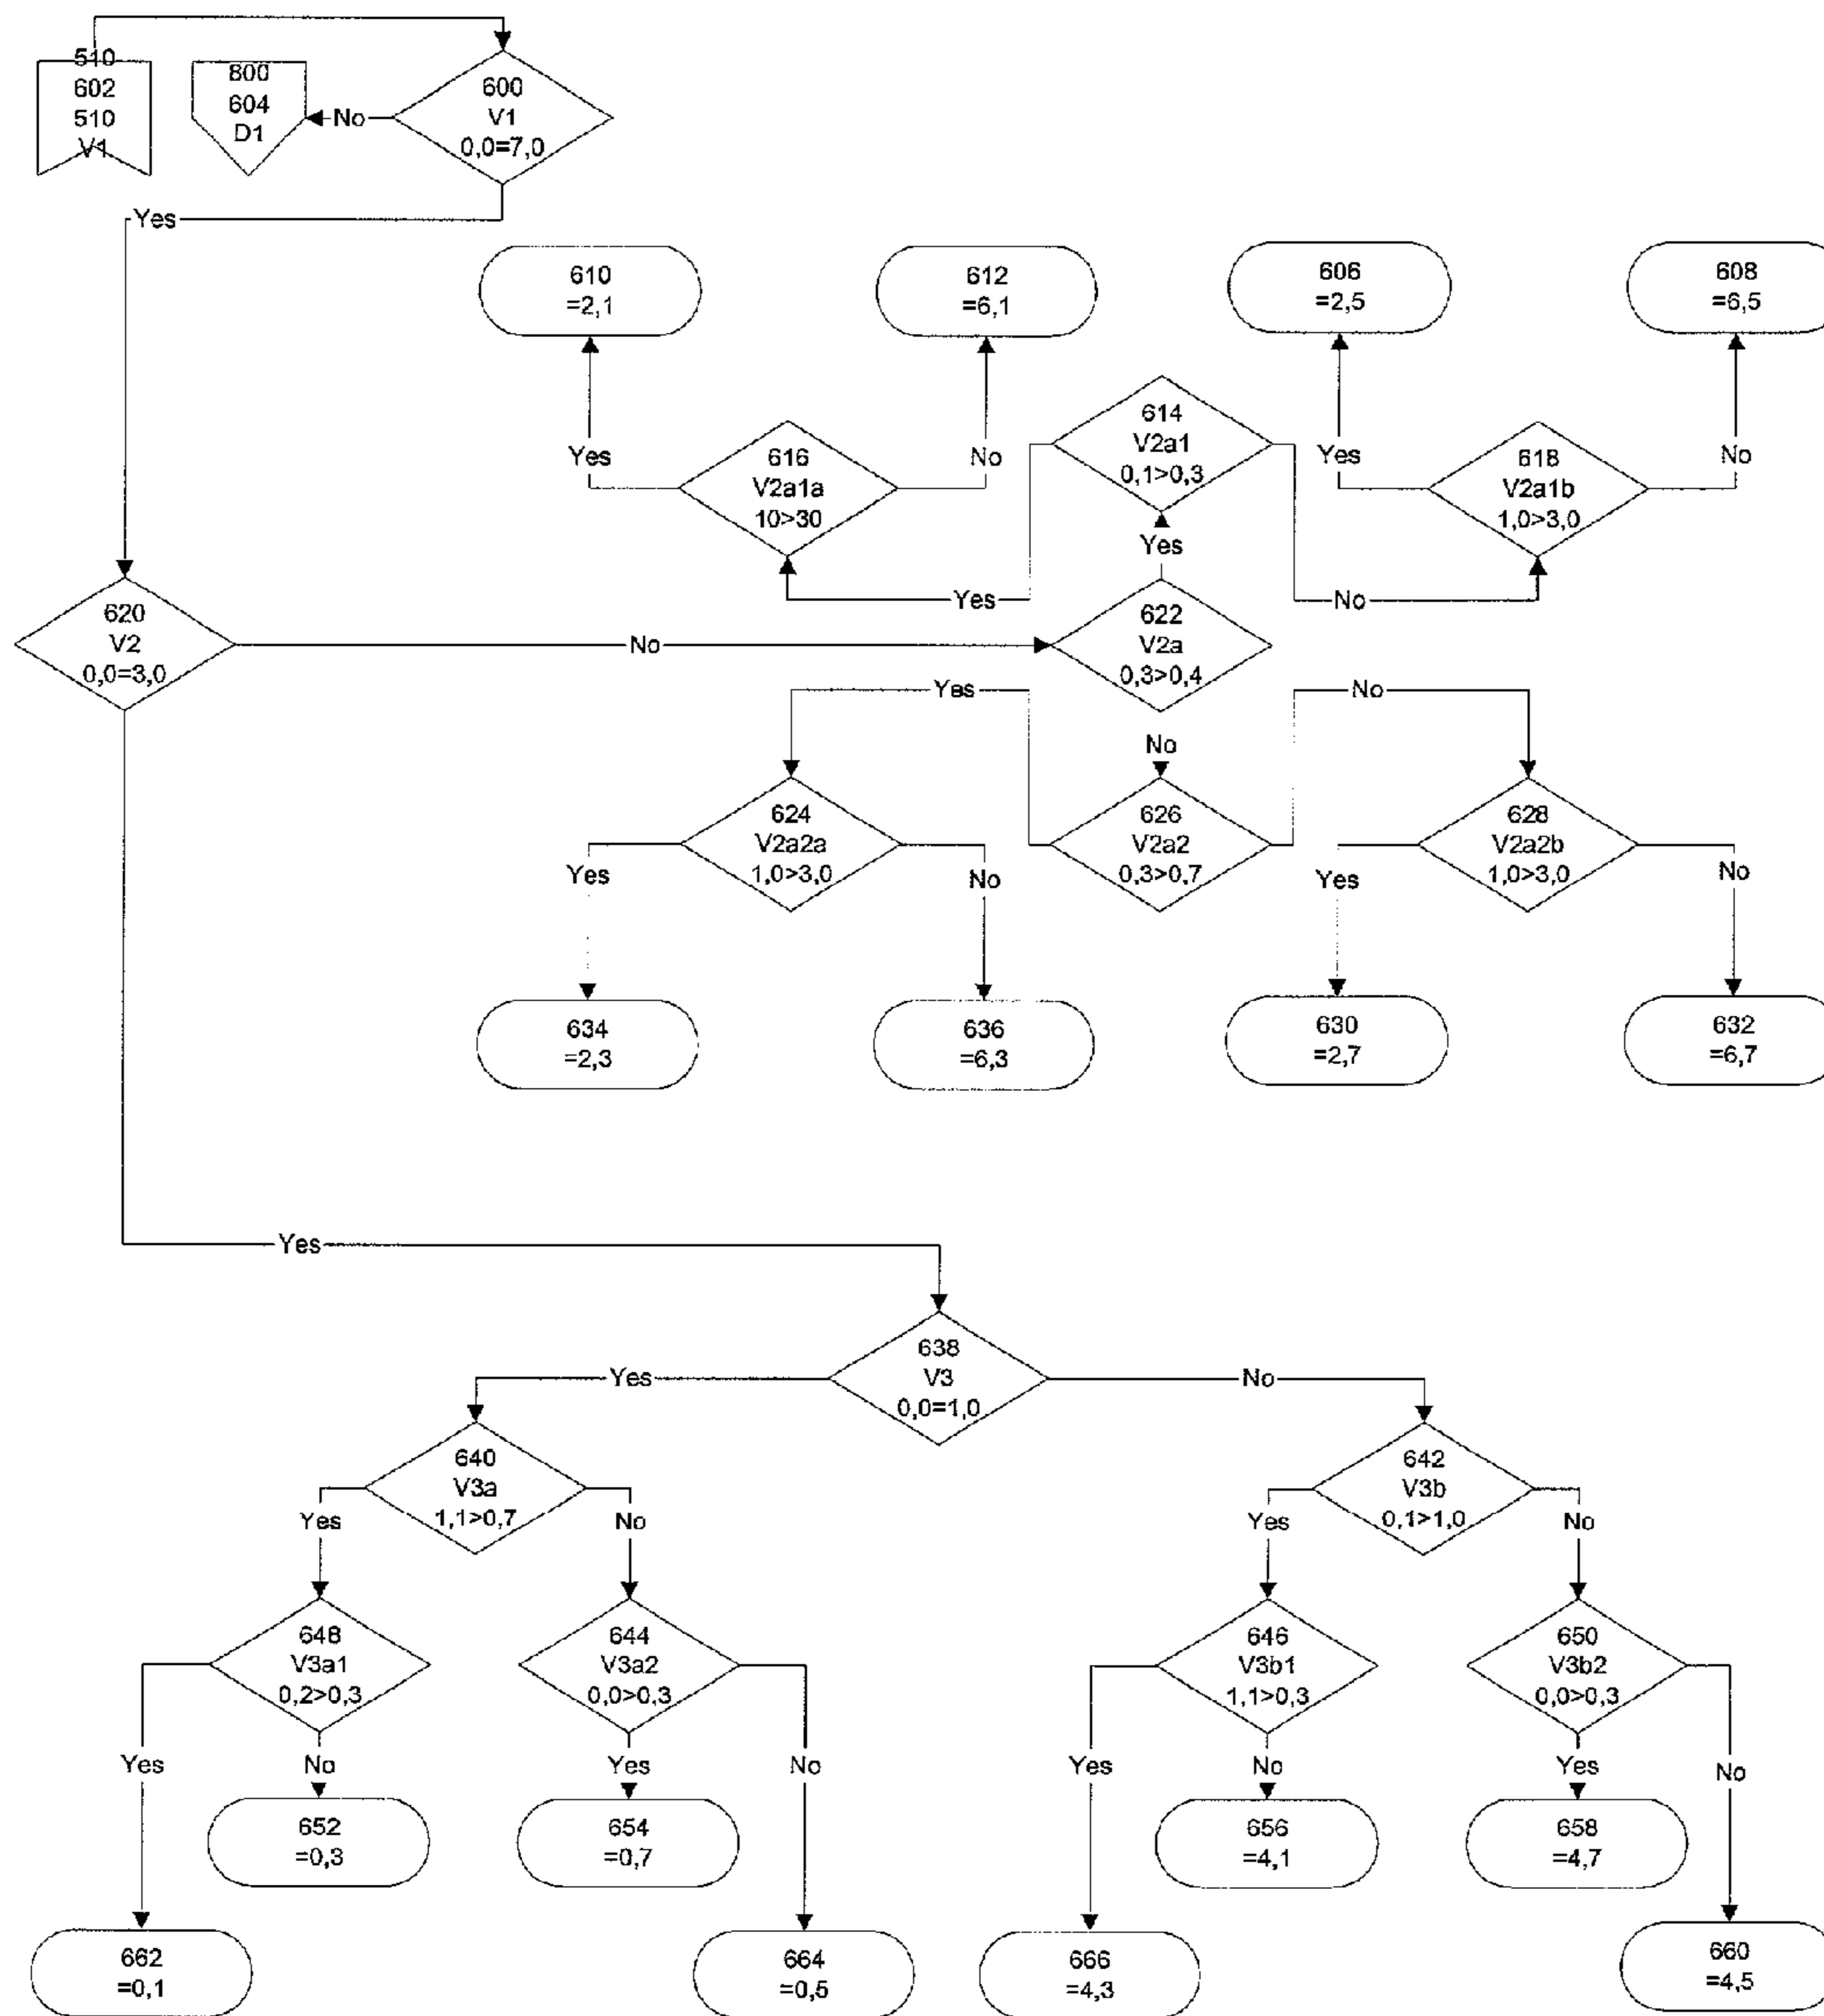 510
602
510
V1
800
604
D1
No
600
V1
0,0=7,0
Yes
610
=2,1
612
=6,1
606
=2,5
608
=6,5
Yes
616
V2a1a
10>30
No
614
V2a1
0,1>0,3
Yes
618
V2a1b
1,0>3,0
No
Yes
Yes
No
620
V2
0,0=3,0
No
622
V2a
0,3>0,4
Yes
No
No
624
V2a2a
1,0>3,0
626
V2a2
0,3>0,7
628
V2a2b
1,0>3,0
Yes
No
Yes
No
634
=2,3
636
=6,3
630
=2,7
632
=6,7
Yes
638
V3
0,0=1,0
Yes
No
640
V3a
1,1>0,7
642
V3b
0,1>1,0
Yes
No
Yes
No
648
V3a1
0,2>0,3
644
V3a2
0,0>0,3
646
V3b1
1,1>0,3
650
V3b2
0,0>0,3
Yes
No
Yes
No
Yes
No
Yes
No
652
=0,3
654
=0,7
656
=4,1
658
=4,7
662
=0,1
664
=0,5
666
=4,3
660
=4,5